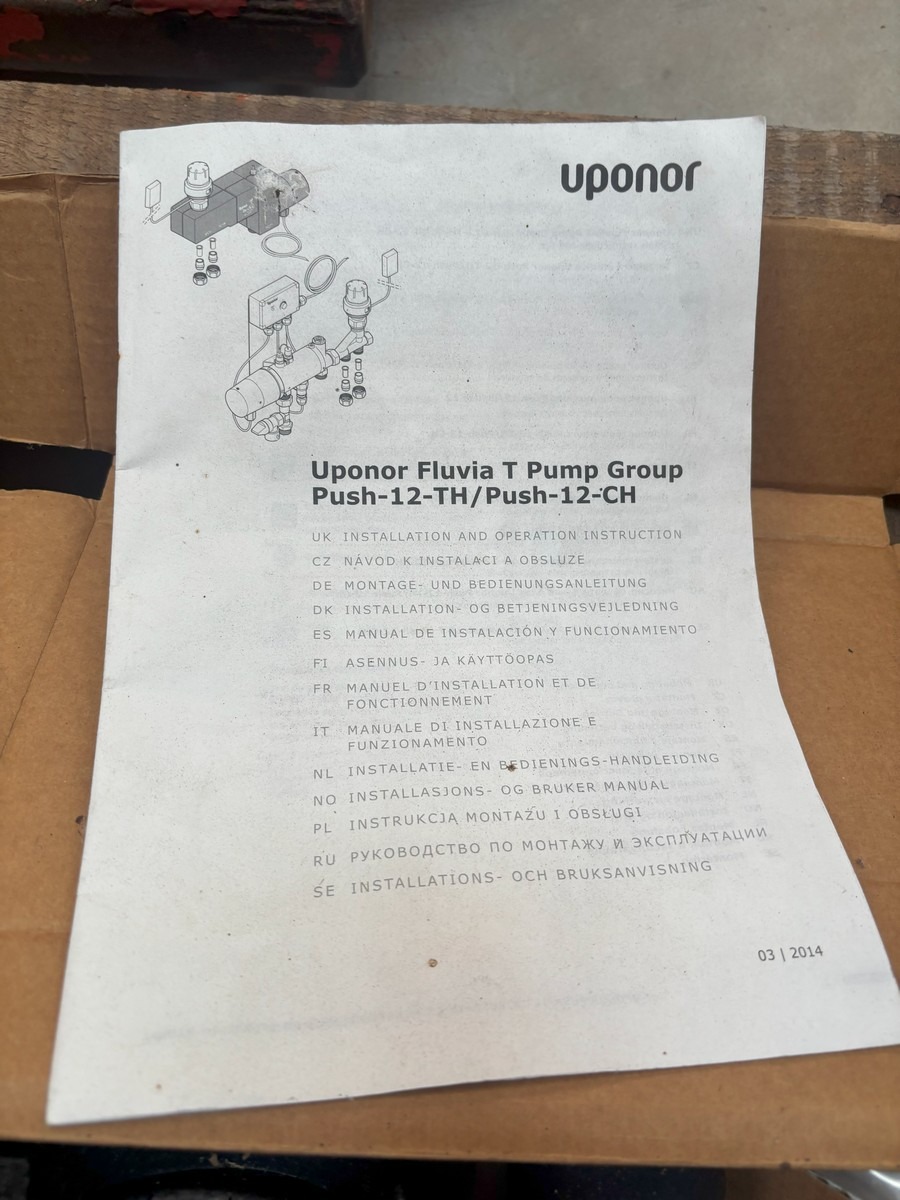 uponor
Uponor Fluvia T Pump Group
Push-12-TH/Push-12-CH
UK INSTALLATION AND OPERATION INSTRUCTION
CZ NÁVOD K INSTALACI A OBSLUZE
DE MONTAGE- UND BEDIENUNGSANLEITUNG
DK INSTALLATION- OG BETJENINGSVEJLEDNING
ES MANUAL DE INSTALACIÓN Y FUNCIONAMIENTO
FI ASENNUS- JA KÄYTTÖOPAS
FR MANUEL D'INSTALLATION ET DE
FONCTIONNEMENT
IT MANUALE DI INSTALLAZIONE E
FUNZIONAMENTO
NL INSTALLATIE- EN BEDIENINGS-HANDLEIDING
NO INSTALLASJONS- OG BRUKER MANUAL
PL INSTRUKCJA MONTAŻU I OBSŁUGI
RU РУКОВОДСТВО ПО МОНТАЖУ И ЭКСПЛУАТАЦИИ
SE INSTALLATIONS- OCH BRUKSANVISNING
03 | 2014